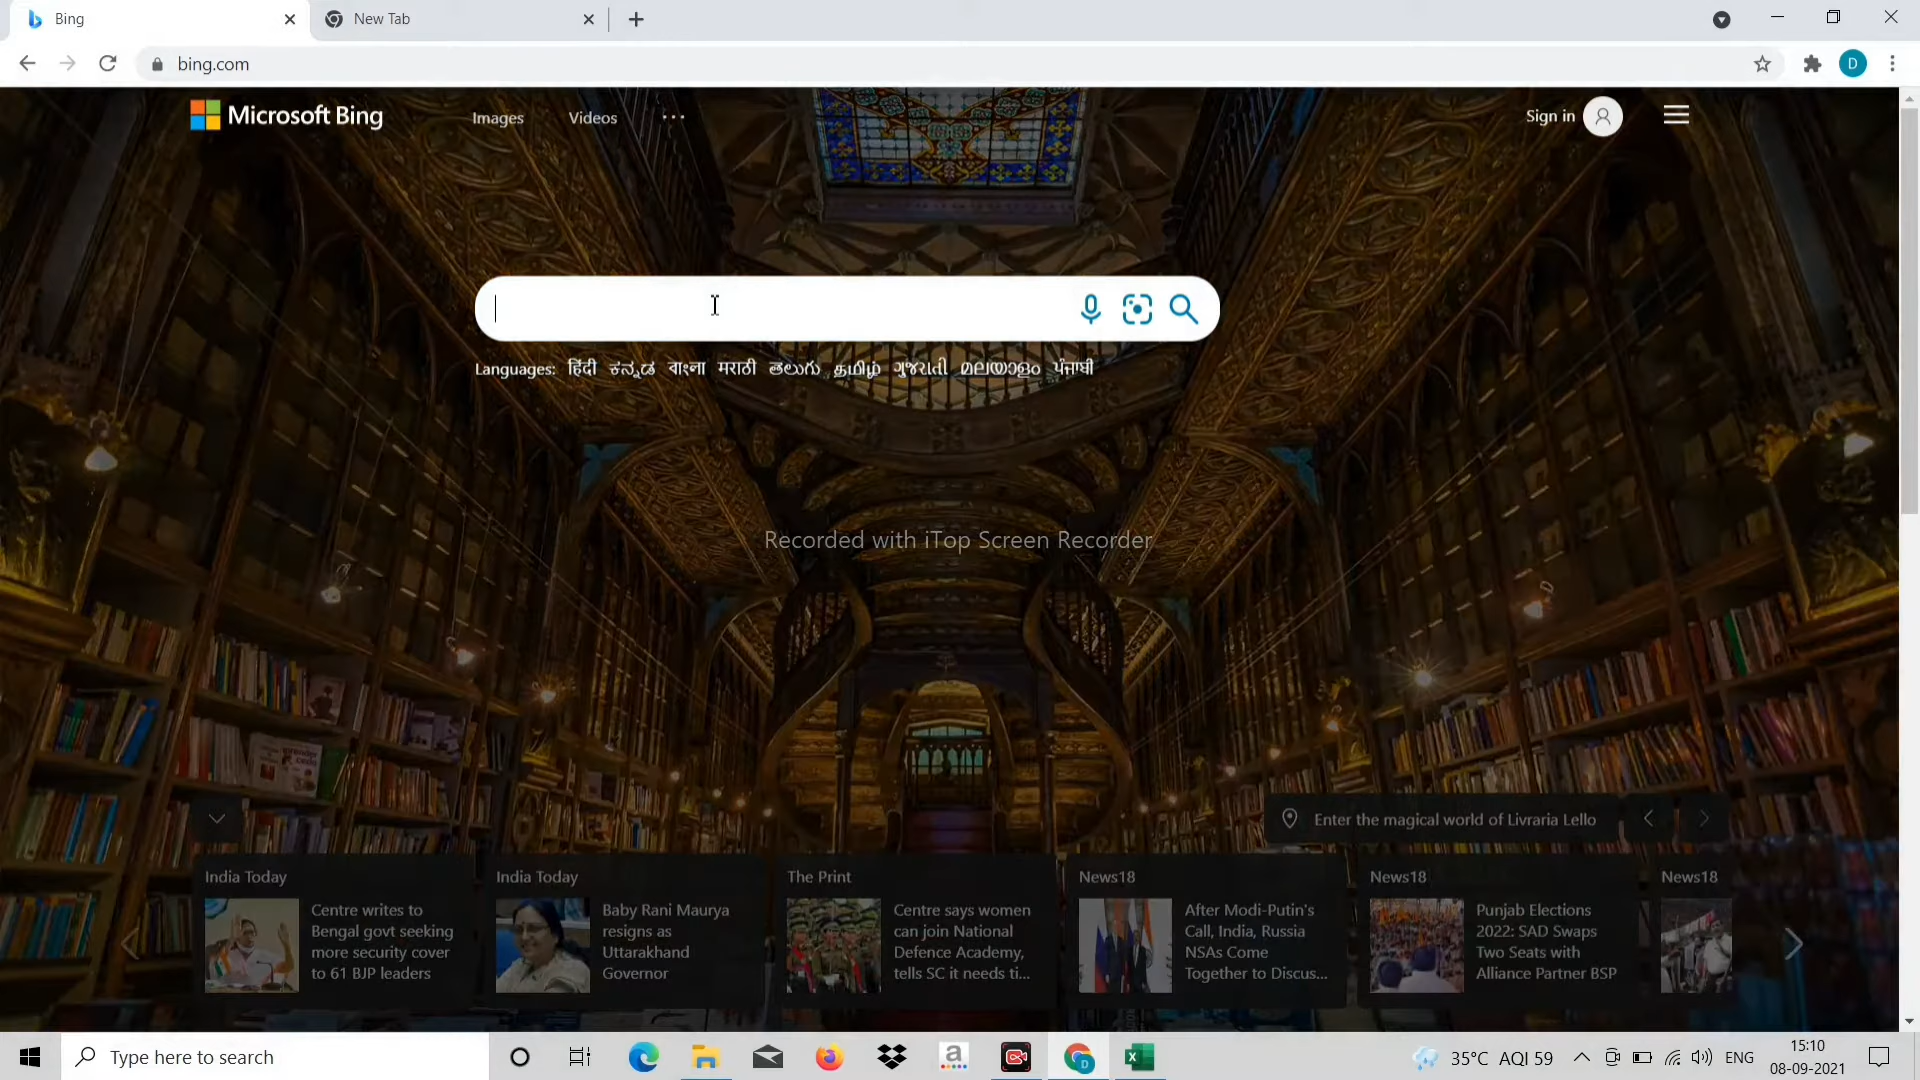 Bing
New Tab
bing.com
D
Microsoft Bing
Images
Videos
Sign in
Languages: हिंदी ಕನ್ನಡ বাংলা मराठी తెలుగు தமிழ் ગુજરાતી മലയാളം ਪੰਜਾਬੀ
Recorded with iTop Screen Recorder
Enter the magical world of Livraria Lello
India Today
Centre writes to
Bengal govt seeking
more security cover
to 61 BJP leaders
India Today
Baby Rani Maurya
resigns as
Uttarakhand
Governor
The Print
Centre says women
can join National
Defence Academy,
tells SC it needs ti...
News18
After Modi-Putin's
Call, India, Russia
NSAs Come
Together to Discus...
News18
Punjab Elections
2022: SAD Swaps
Two Seats with
Alliance Partner BSP
News18
Type here to search
35°C AQI 59
ENG
15:10
08-09-2021